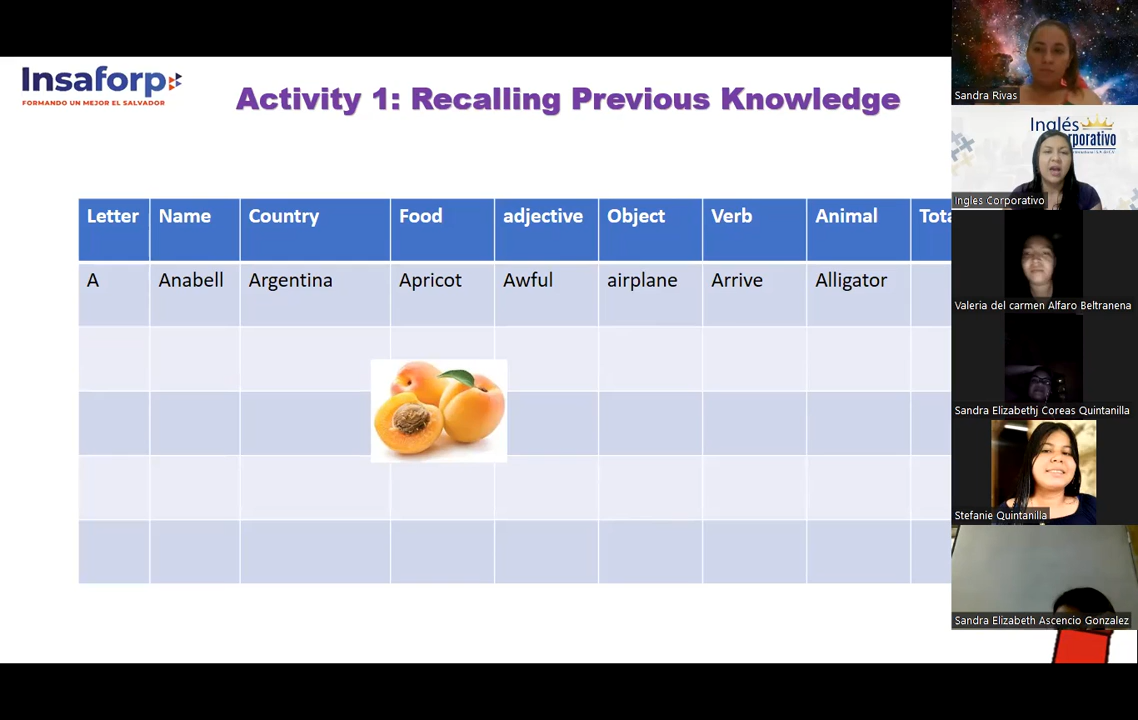 Insaforp
FORMANDO UN MEJOR EL SALVADOR
Activity 1: Recalling Previous Knowledge
Letter Name Country Food adjective Object Verb Animal Tota
A Anabell Argentina Apricot Awful airplane Arrive Alligator
Sandra Rivas
Inglés
orporativo
Ingles Corporativo
Valeria del carmen Alfaro Beltranena
Sandra Elizabethj Coreas Quintanilla
Stefanie Quintanilla
Sandra Elizabeth Ascencio Gonzalez